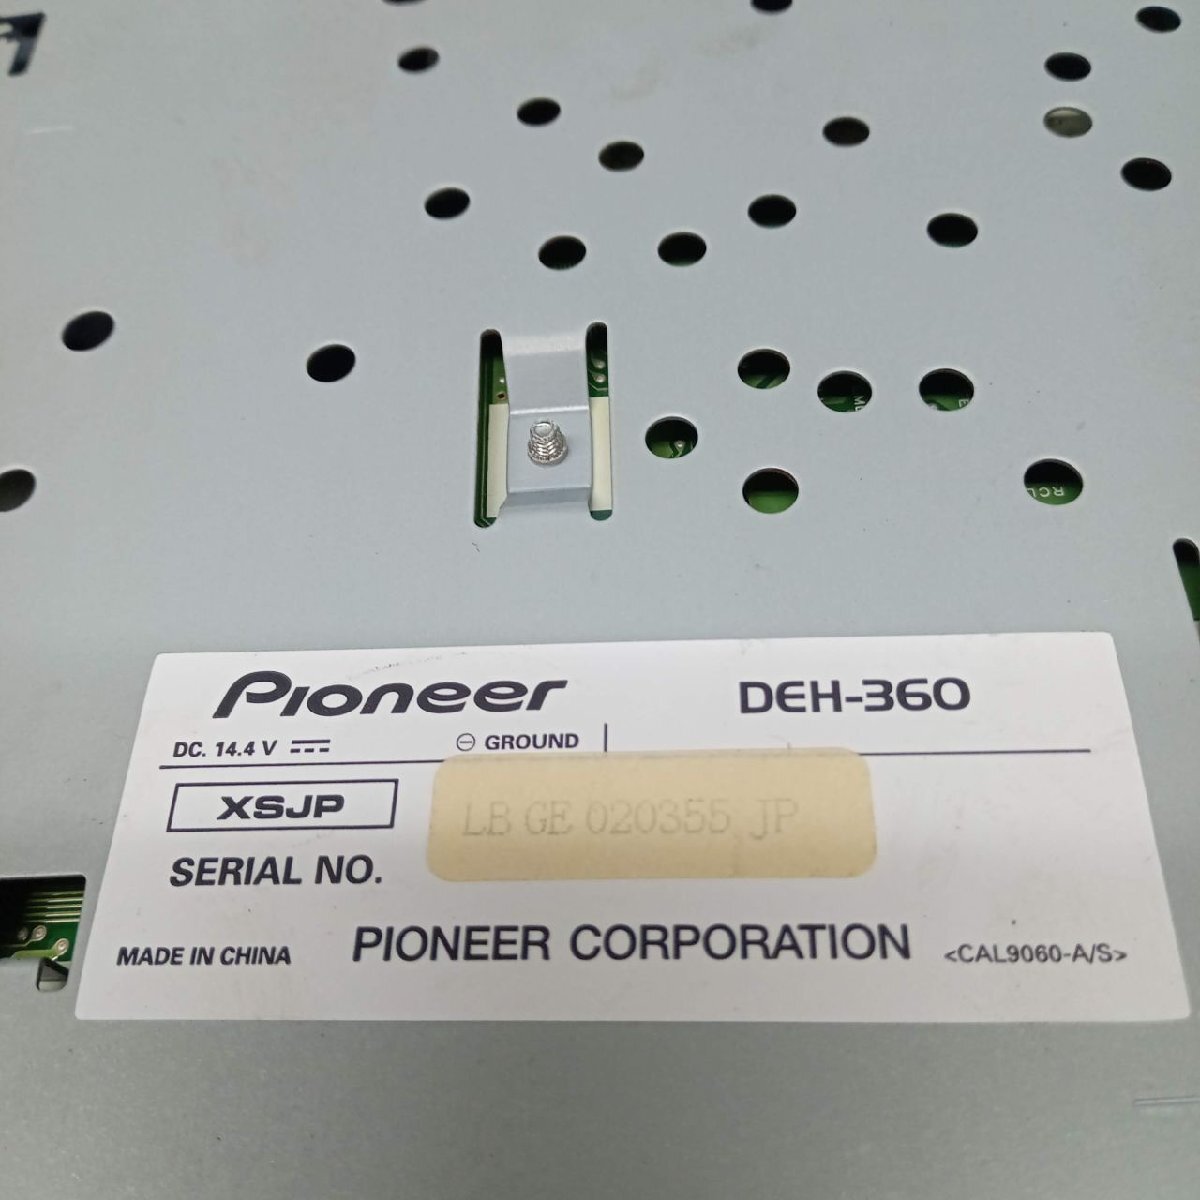 RCL
Pioneer DEH-360
DC. 14.4 V ⊖ GROUND
XSJP
LB GE 020355 JP
SERIAL NO.
MADE IN CHINA PIONEER CORPORATION <CAL9060-A/S>